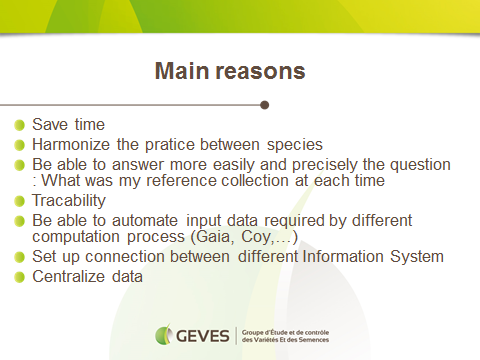 Main reasons
Save time
Harmonize the pratice between species
Be able to answer more easily and precisely the question
: What was my reference collection at each time
Tracability
Be able to automate input data required by different
computation process (Gaia, Coy,...)
Set up connection between different Information System
Centralize data
GEVES
Groupe d'Étude et de contrôle
des Variétés Et des Semences